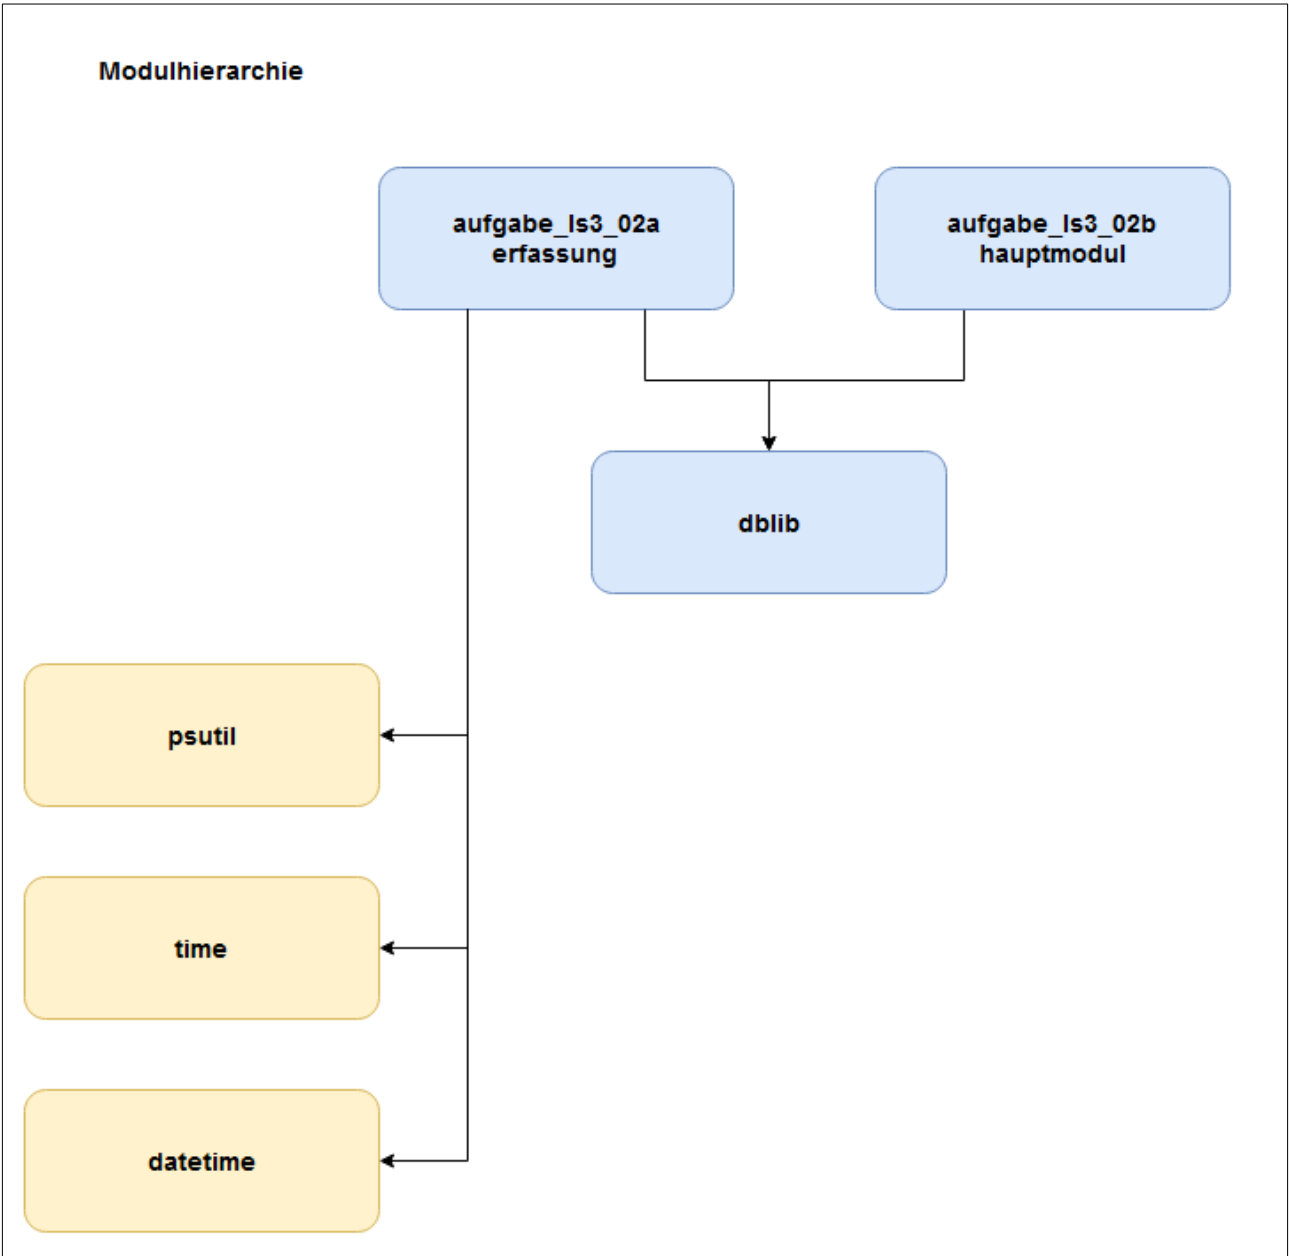 Modulhierarchie
aufgabe_ls3_02a
erfassung
aufgabe_ls3_02b
hauptmodul
dblib
psutil
time
datetime